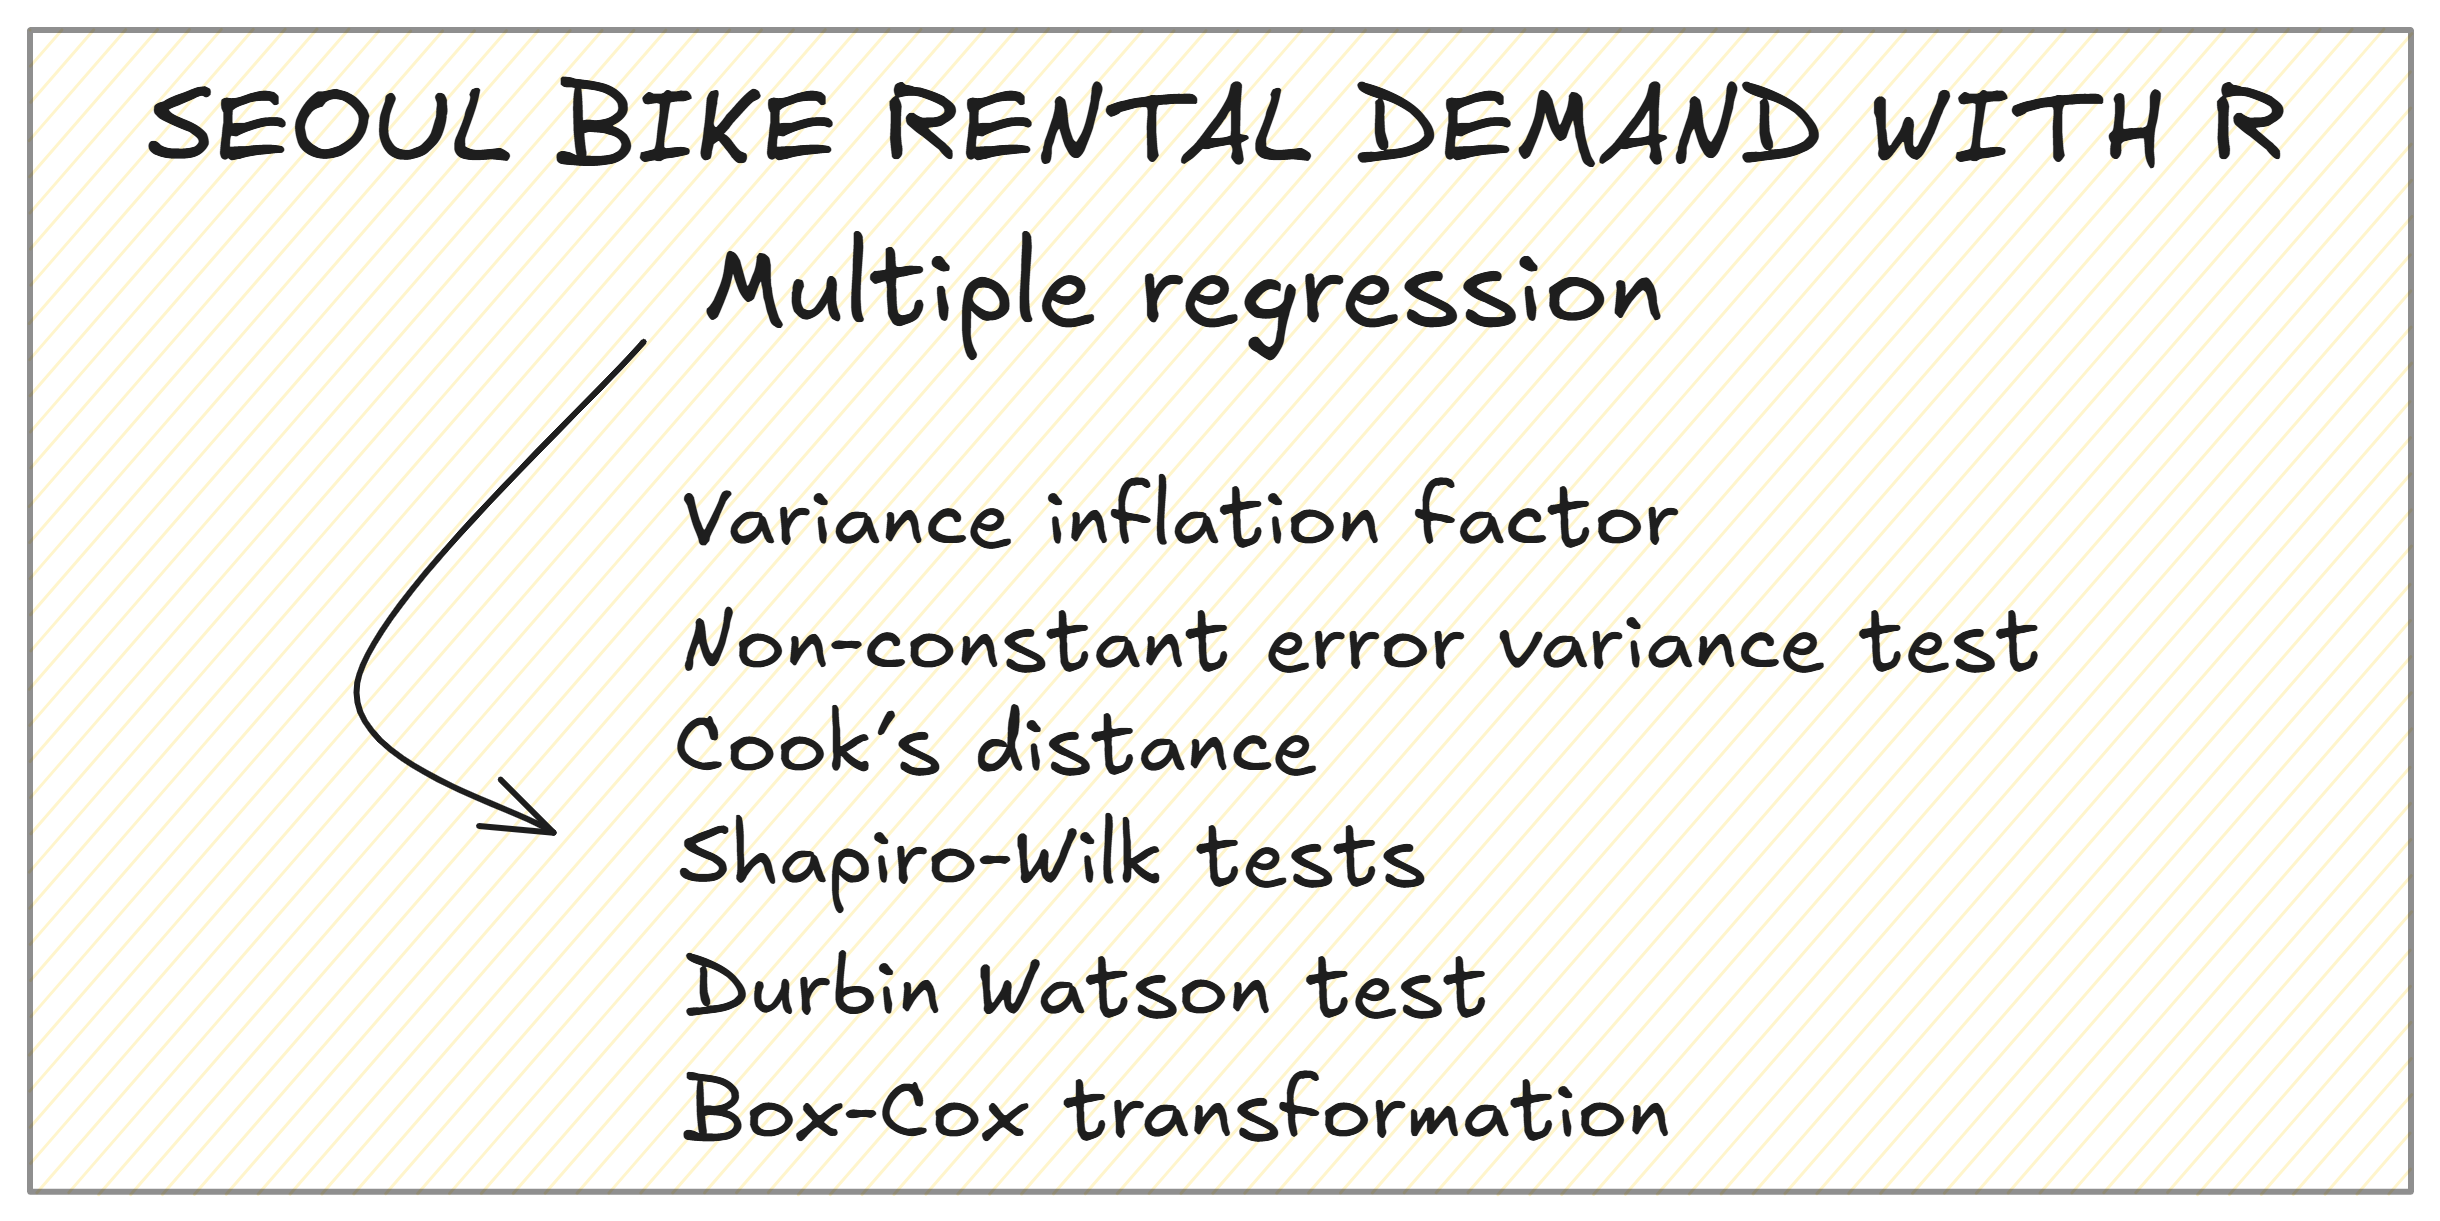 SEOUL BIKE RENTAL DEMAND WITH R
Multiple regression
Variance inflation factor
Non-constant error variance test
Cook's distance
Shapiro-Wilk tests
Durbin Watson test
Box-Cox transformation